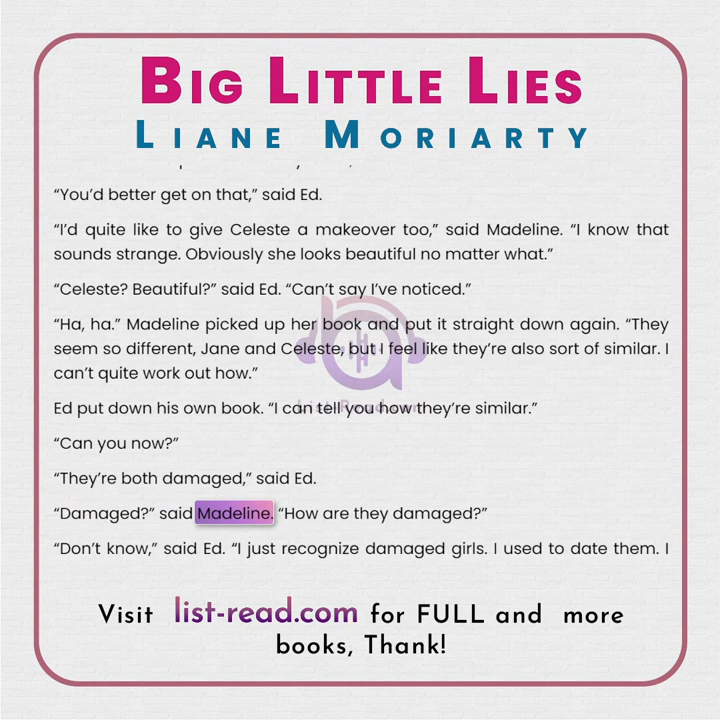 Big Little Lies
Liane Moriarty
“You’d better get on that,” said Ed.
“I’d quite like to give Celeste a makeover too,” said Madeline. “I know that
sounds strange. Obviously she looks beautiful no matter what.”
“Celeste? Beautiful?” said Ed. “Can’t say I’ve noticed.”
“Ha, ha.” Madeline picked up her book and put it straight down again. “They
seem so different, Jane and Celeste, but I feel like they’re also sort of similar. I
can’t quite work out how.”
Ed put down his own book. “I can tell you how they’re similar.”
“Can you now?”
“They’re both damaged,” said Ed.
“Damaged?” said Madeline. “How are they damaged?”
“Don’t know,” said Ed. “I just recognize damaged girls. I used to date them. I
Visit list-read.com for FULL and more
books, Thank!